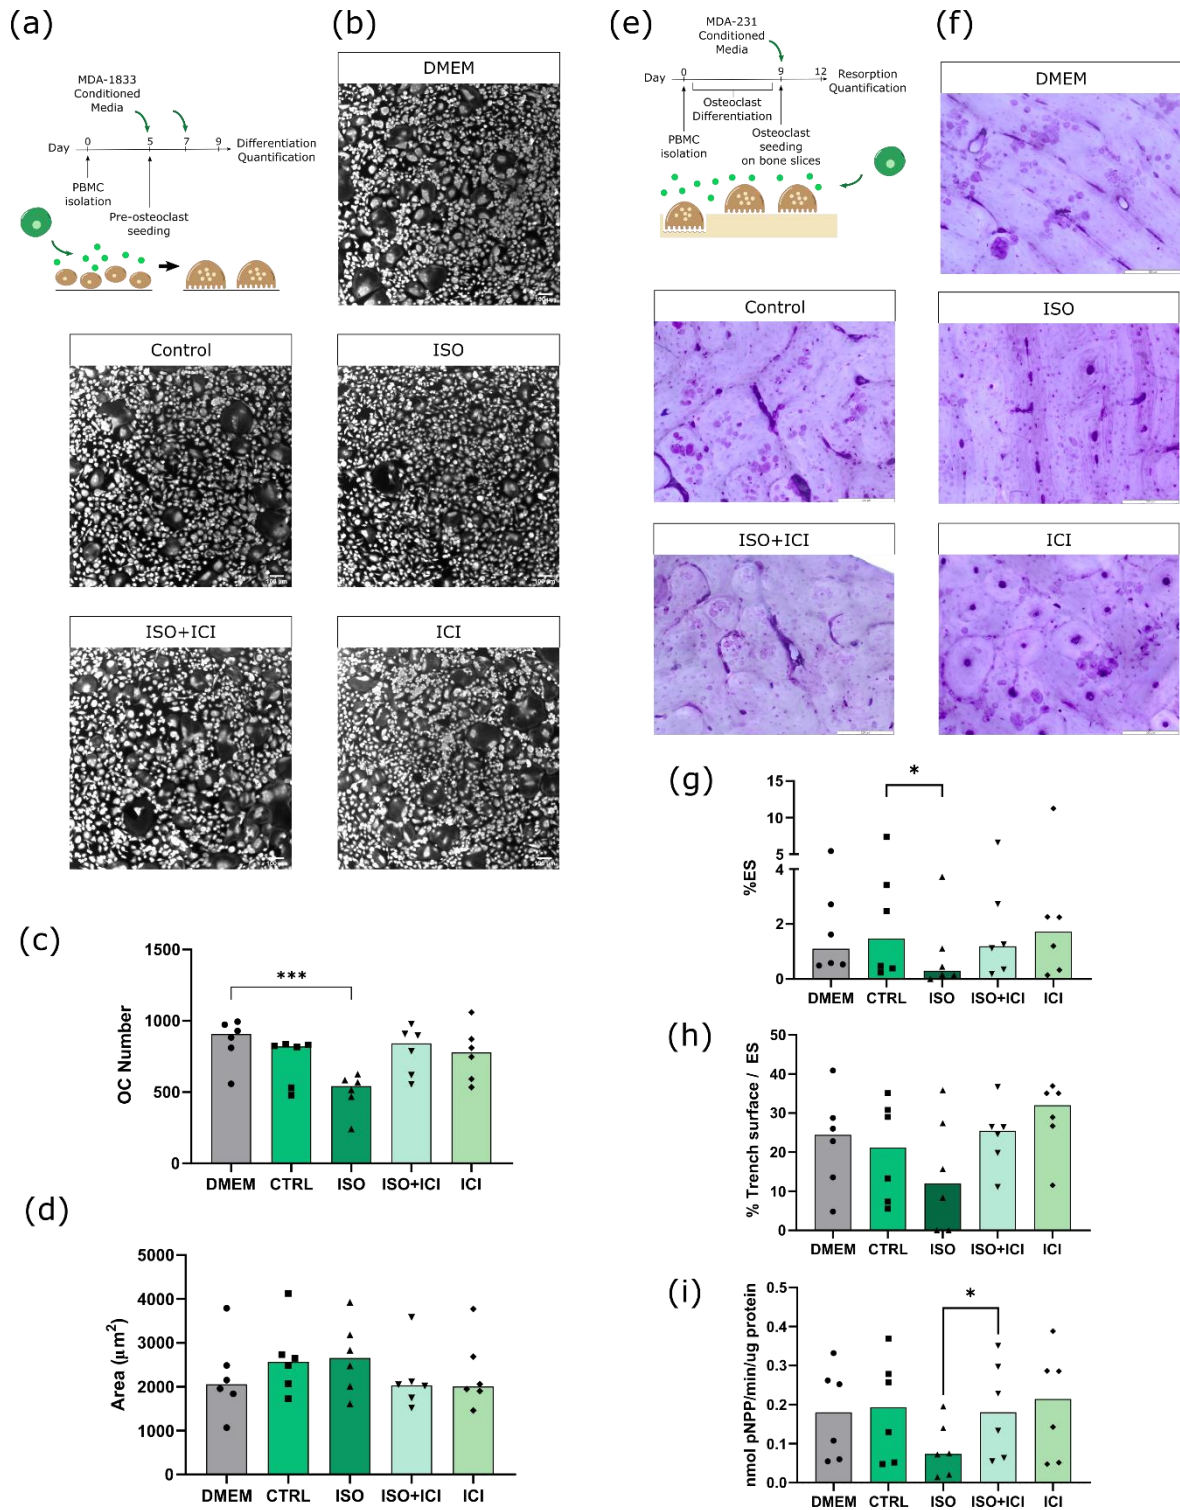 (a)
MDA-1833
Conditioned
Media
Day
0
5
7
9
Differentiation
Quantification
PBMC
isolation
Pre-osteoclast
seeding
(b)
DMEM
Control
ISO
ISO+ICI
ICI
(c)
OC Number
1500
1000
500
0
***
DMEM
CTRL
ISO
ISO+ICI
ICI
(d)
Area (μm²)
5000
4000
3000
2000
1000
0
DMEM
CTRL
ISO
ISO+ICI
ICI
(e)
MDA-231
Conditioned
Media
Day
0
9
12
Resorption
Quantification
Osteoclast
Differentiation
PBMC
isolation
Osteoclast
seeding
on bone slices
(f)
DMEM
Control
ISO
ISO+ICI
ICI
(g)
%ES
15
10
5
4
2
0
*
DMEM
CTRL
ISO
ISO+ICI
ICI
(h)
% Trench surface / ES
50
40
30
20
10
0
DMEM
CTRL
ISO
ISO+ICI
ICI
(i)
nmol pNPP/min/ug protein
0.5
0.4
0.3
0.2
0.1
0.0
*
DMEM
CTRL
ISO
ISO+ICI
ICI